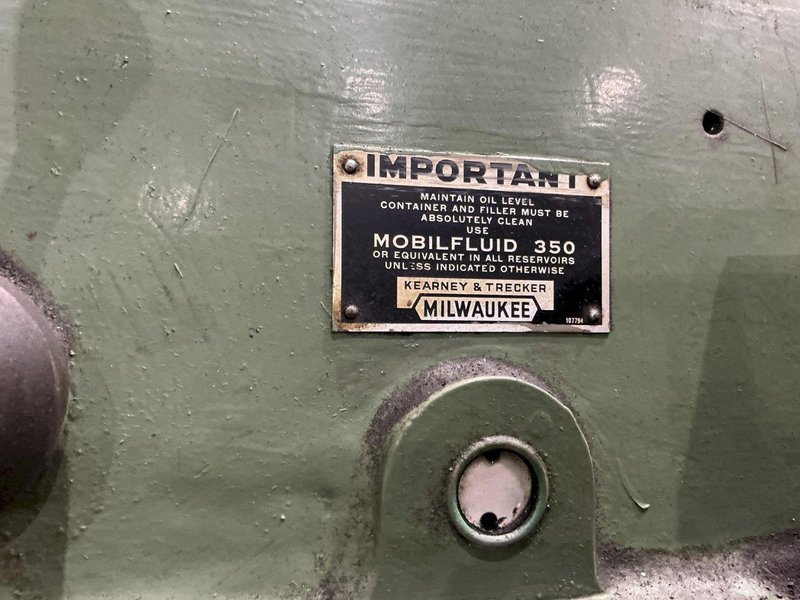 IMPORTANT
MAINTAIN OIL LEVEL
CONTAINER AND FILLER MUST BE
ABSOLUTELY CLEAN
USE
MOBILFLUID 350
OR EQUIVALENT IN ALL RESERVOIRS
UNLESS INDICATED OTHERWISE
KEARNEY & TRECKER
MILWAUKEE
107794